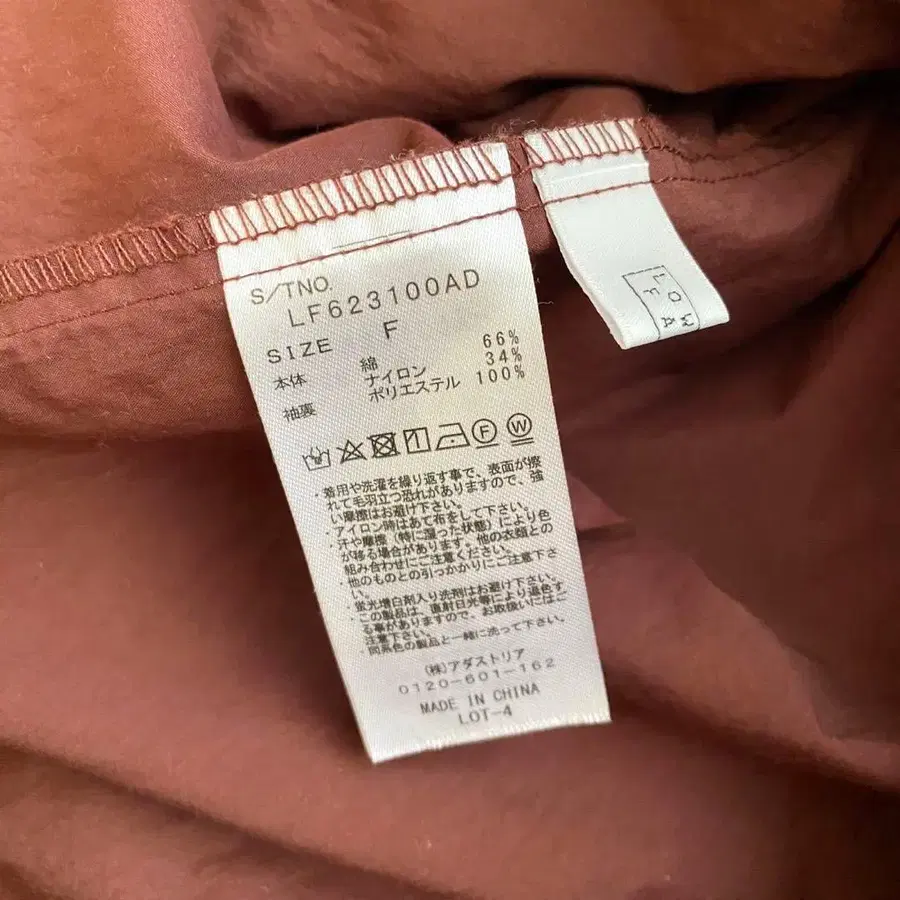 S/TNO.
LF623100AD
SIZE F
本体 綿 66%
ナイロン 34%
袖裏 ポリエステル 100%
F W
・着用や洗濯を繰り返す事で、表面が擦
れて毛羽立つ恐れがありますので、強
い摩擦はお避け下さい。
・アイロン時はあて布をして下さい。
・汗や摩擦（特に湿った状態）により色
が移る場合があります。他の衣類との
組み合わせにご注意ください。
・他のものとの引っかかりにご注意下さ
い。
・蛍光増白剤入り洗剤はお避け下さい。
・この製品は、直射日光等により退色す
る事がありますので、お取扱いにはご
注意下さい。
・同系色の製品と一緒に洗って下さい。
(株)アダストリア
0120-601-162
MADE IN CHINA
LOT-4